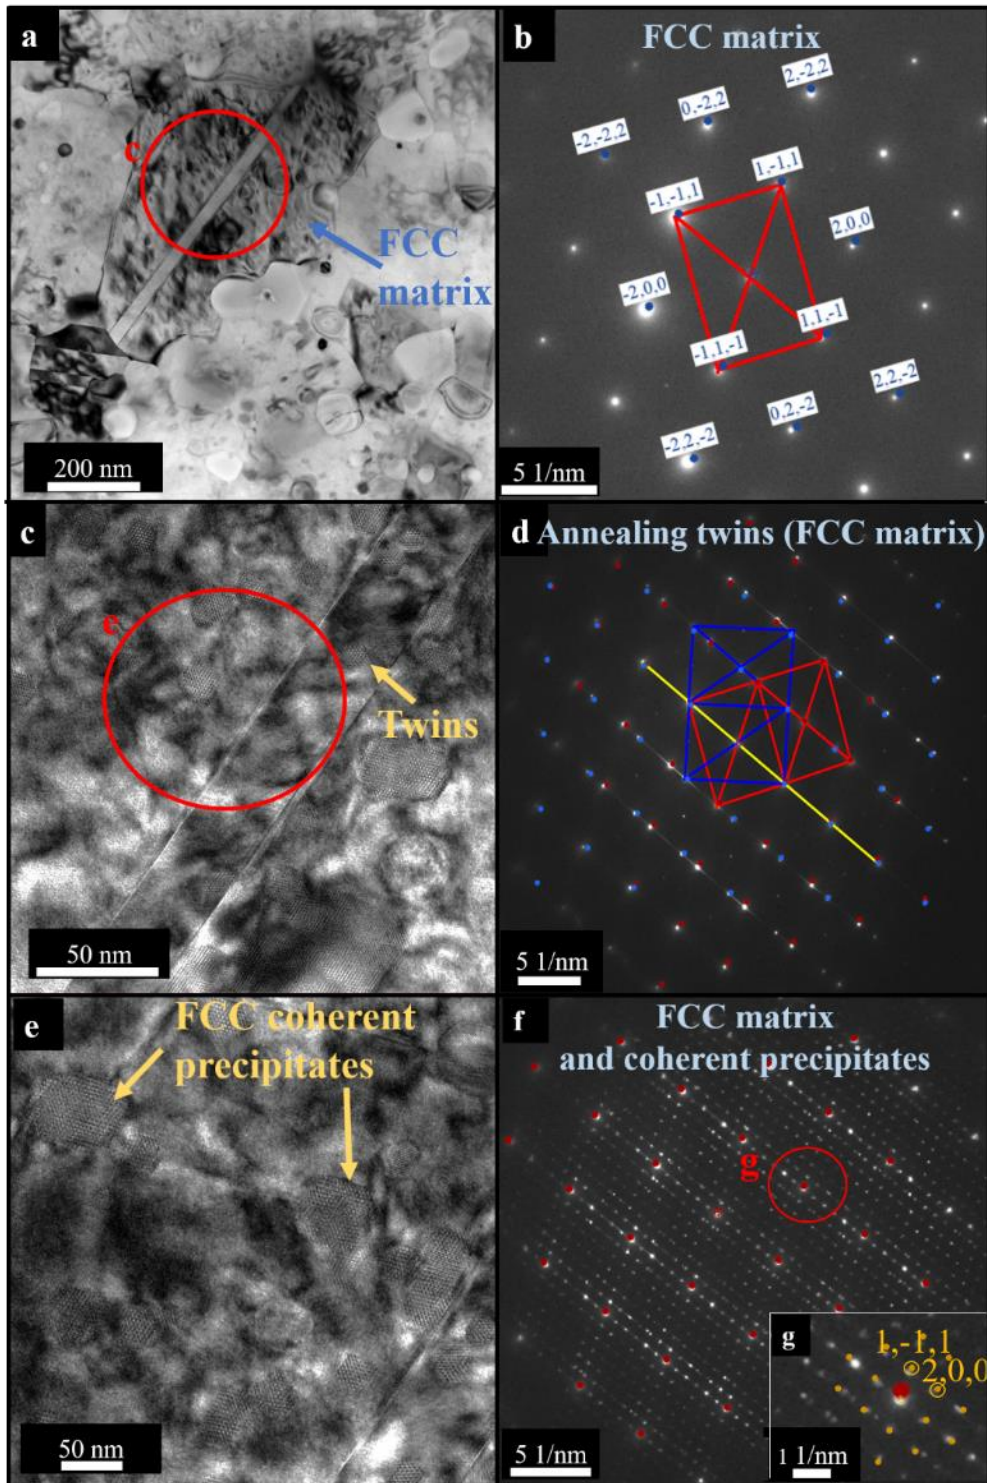 a
c
FCC
matrix
200 nm
b
FCC matrix
2,-2,2
0,-2,2
-2,-2,2
1,-1,1
-1,-1,1
2,0,0
-2,0,0
1,1,-1
-1,1,-1
2,2,-2
0,2,-2
-2,2,-2
5 1/nm
c
e
Twins
50 nm
d
Annealing twins (FCC matrix)
5 1/nm
e
FCC coherent
precipitates
50 nm
f
FCC matrix
and coherent precipitates
g
5 1/nm
g
1,-1,1
2,0,0
1 1/nm